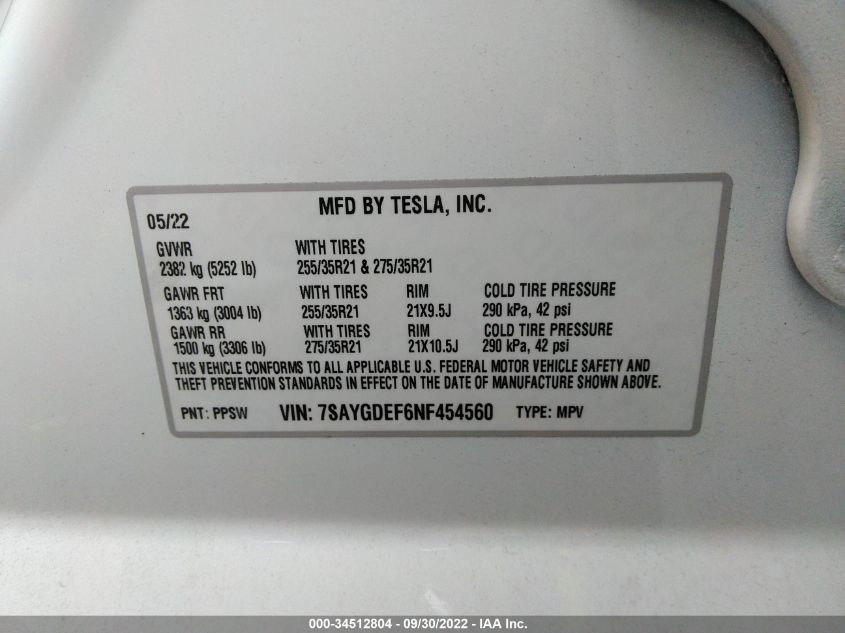 MFD BY TESLA, INC.
05/22
GVWR WITH TIRES
2382 kg (5252 lb) 255/35R21 & 275/35R21
GAWR FRT WITH TIRES RIM COLD TIRE PRESSURE
1363 kg (3004 lb) 255/35R21 21X9.5J 290 kPa, 42 psi
GAWR RR WITH TIRES RIM COLD TIRE PRESSURE
1500 kg (3306 lb) 275/35R21 21X10.5J 290 kPa, 42 psi
THIS VEHICLE CONFORMS TO ALL APPLICABLE U.S. FEDERAL MOTOR VEHICLE SAFETY AND
THEFT PREVENTION STANDARDS IN EFFECT ON THE DATE OF MANUFACTURE SHOWN ABOVE.
PNT: PPSW VIN: 7SAYGDEF6NF454560 TYPE: MPV
000-34512804 - 09/30/2022 - IAA Inc.